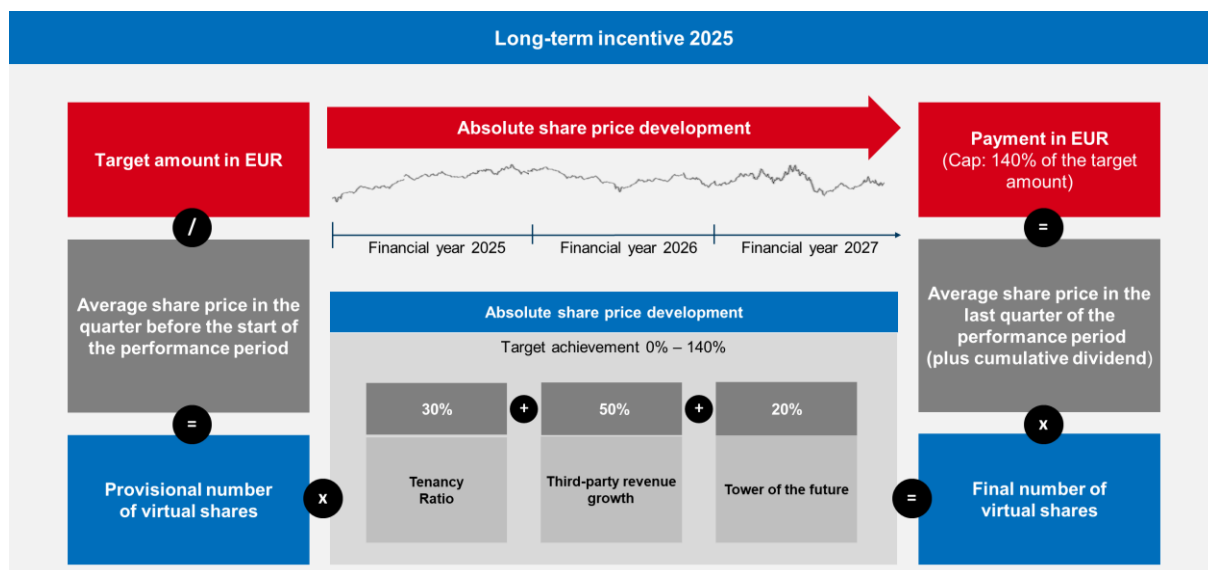 Long-term incentive 2025
Target amount in EUR
/
Average share price in the
quarter before the start of
the performance period
=
Provisional number
of virtual shares
x
Absolute share price development
Financial year 2025
Financial year 2026
Financial year 2027
Absolute share price development
Target achievement 0% – 140%
30%
+
50%
+
20%
Tenancy
Ratio
Third-party revenue
growth
Tower of the future
=
Payment in EUR
(Cap: 140% of the target
amount)
=
Average share price in the
last quarter of the
performance period
(plus cumulative dividend)
x
Final number of
virtual shares